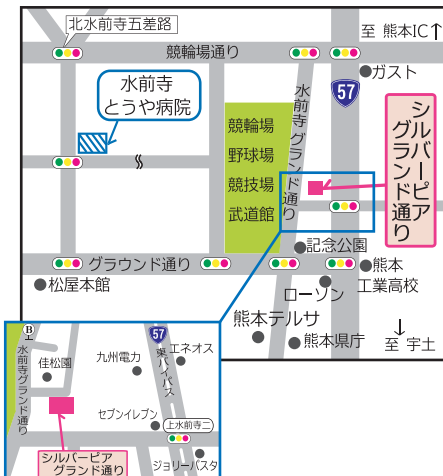 北水前寺五差路
至 熊本IC↑
競輪場通り
57
ガスト
水前寺
とうや病院
水前寺グランド通り
シルバーピア
グランド通り
競輪場
野球場
競技場
武道館
記念公園
グラウンド通り
熊本
工業高校
松屋本館
ローソン
熊本テルサ
熊本県庁
↓
至 宇土
B
57
水前寺グランド通り
佳松園
九州電力
東バイパス
エネオス
セブンイレブン
上水前寺二
シルバーピア
グランド通り
ジョリーパスタ